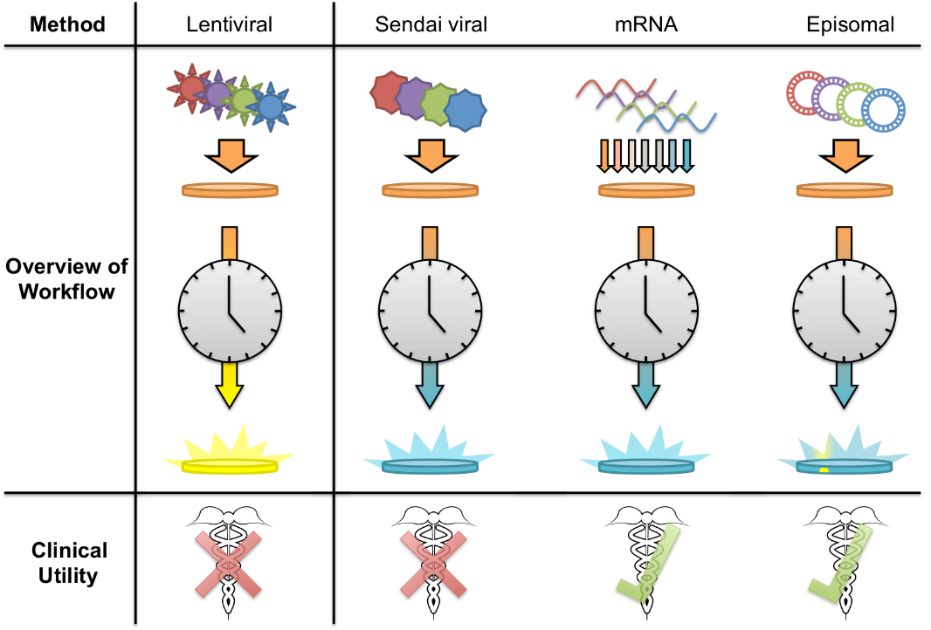 Method Lentiviral Sendai viral mRNA Episomal
Overview of
Workflow
Clinical
Utility